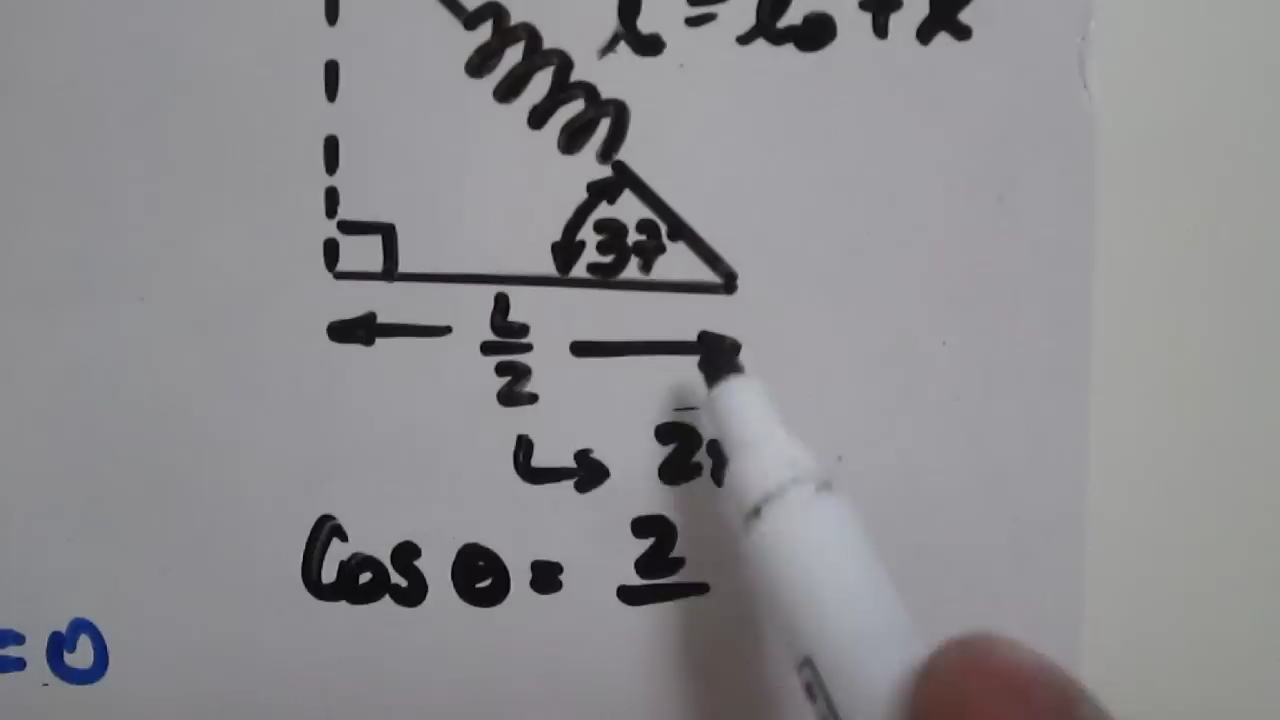 l = l₀ + x
37°
L/2
↳ 2
Cos θ = 2
= 0